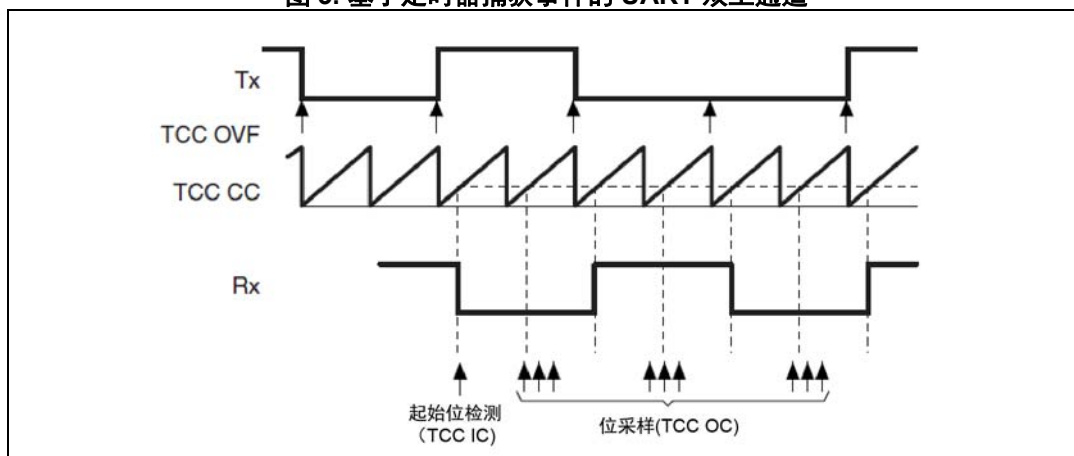 图 基于定时器捕获事件的 UART 双工通道
Tx
TCC OVF
TCC CC
Rx
起始位检测
（TCC IC)
位采样(TCC OC)